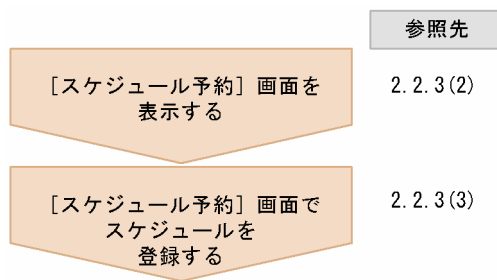 参照先
［スケジュール予約］画面を
表示する
2.2.3(2)
［スケジュール予約］画面で
スケジュールを
登録する
2.2.3(3)